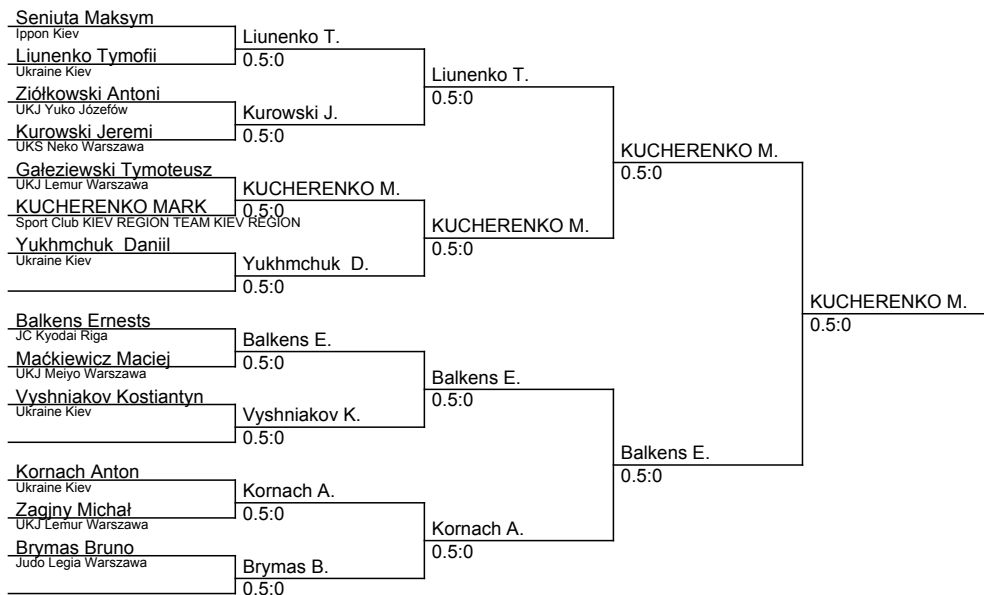 Seniuta Maksym
Ippon Kiev
Liunenko Tymofii
Ukraine Kiev
Ziółkowski Antoni
UKJ Yuko Józefów
Kurowski Jeremi
UKS Neko Warszawa
Gałeziewski Tymoteusz
UKJ Lemur Warszawa
KUCHERENKO MARK
Sport Club KIEV REGION TEAM KIEV REGION
Yukhmchuk Daniil
Ukraine Kiev
Balkens Ernests
JC Kyodai Riga
Maćkiewicz Maciej
UKJ Meiyo Warszawa
Vyshniakov Kostiantyn
Ukraine Kiev
Kornach Anton
Ukraine Kiev
Zagjny Michał
UKJ Lemur Warszawa
Brymas Bruno
Judo Legia Warszawa
Liunenko T.
0.5:0
Kurowski J.
0.5:0
KUCHERENKO M.
0.5:0
Yukhmchuk D.
0.5:0
Balkens E.
0.5:0
Vyshniakov K.
0.5:0
Kornach A.
0.5:0
Brymas B.
0.5:0
Liunenko T.
0.5:0
KUCHERENKO M.
0.5:0
Balkens E.
0.5:0
Kornach A.
0.5:0
KUCHERENKO M.
0.5:0
Balkens E.
0.5:0
KUCHERENKO M.
0.5:0